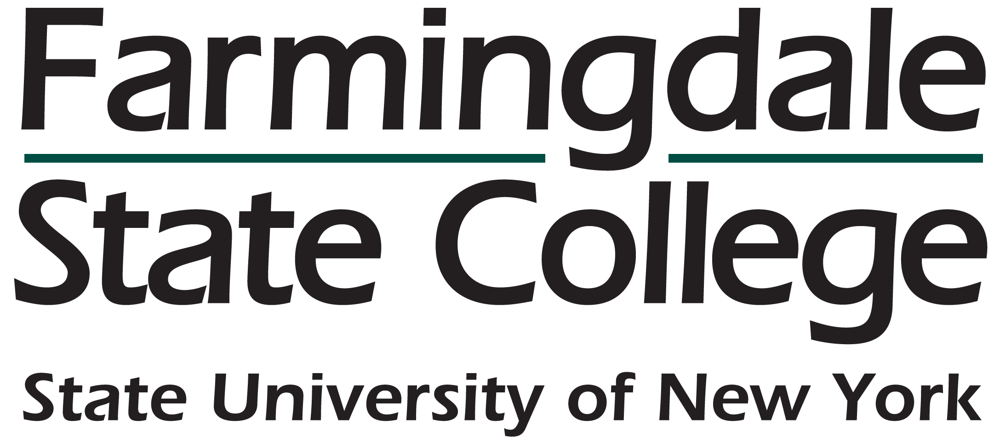 Farmingdale
State College
State University of New York